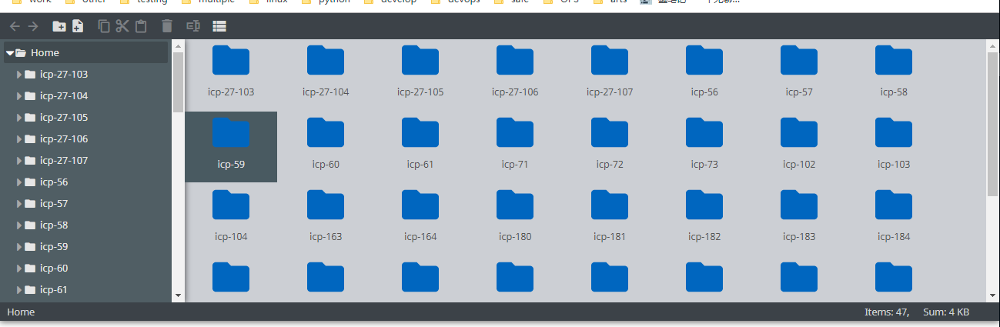 work other testing multiple linux python develop devops safe OPS arts
Home
icp-27-103
icp-27-104
icp-27-105
icp-27-106
icp-27-107
icp-56
icp-57
icp-58
icp-59
icp-60
icp-61
icp-27-103 icp-27-104 icp-27-105 icp-27-106 icp-27-107 icp-56 icp-57 icp-58
icp-59 icp-60 icp-61 icp-71 icp-72 icp-73 icp-102 icp-103
icp-104 icp-163 icp-164 icp-180 icp-181 icp-182 icp-183 icp-184
Home Items: 47, Sum: 4 KB